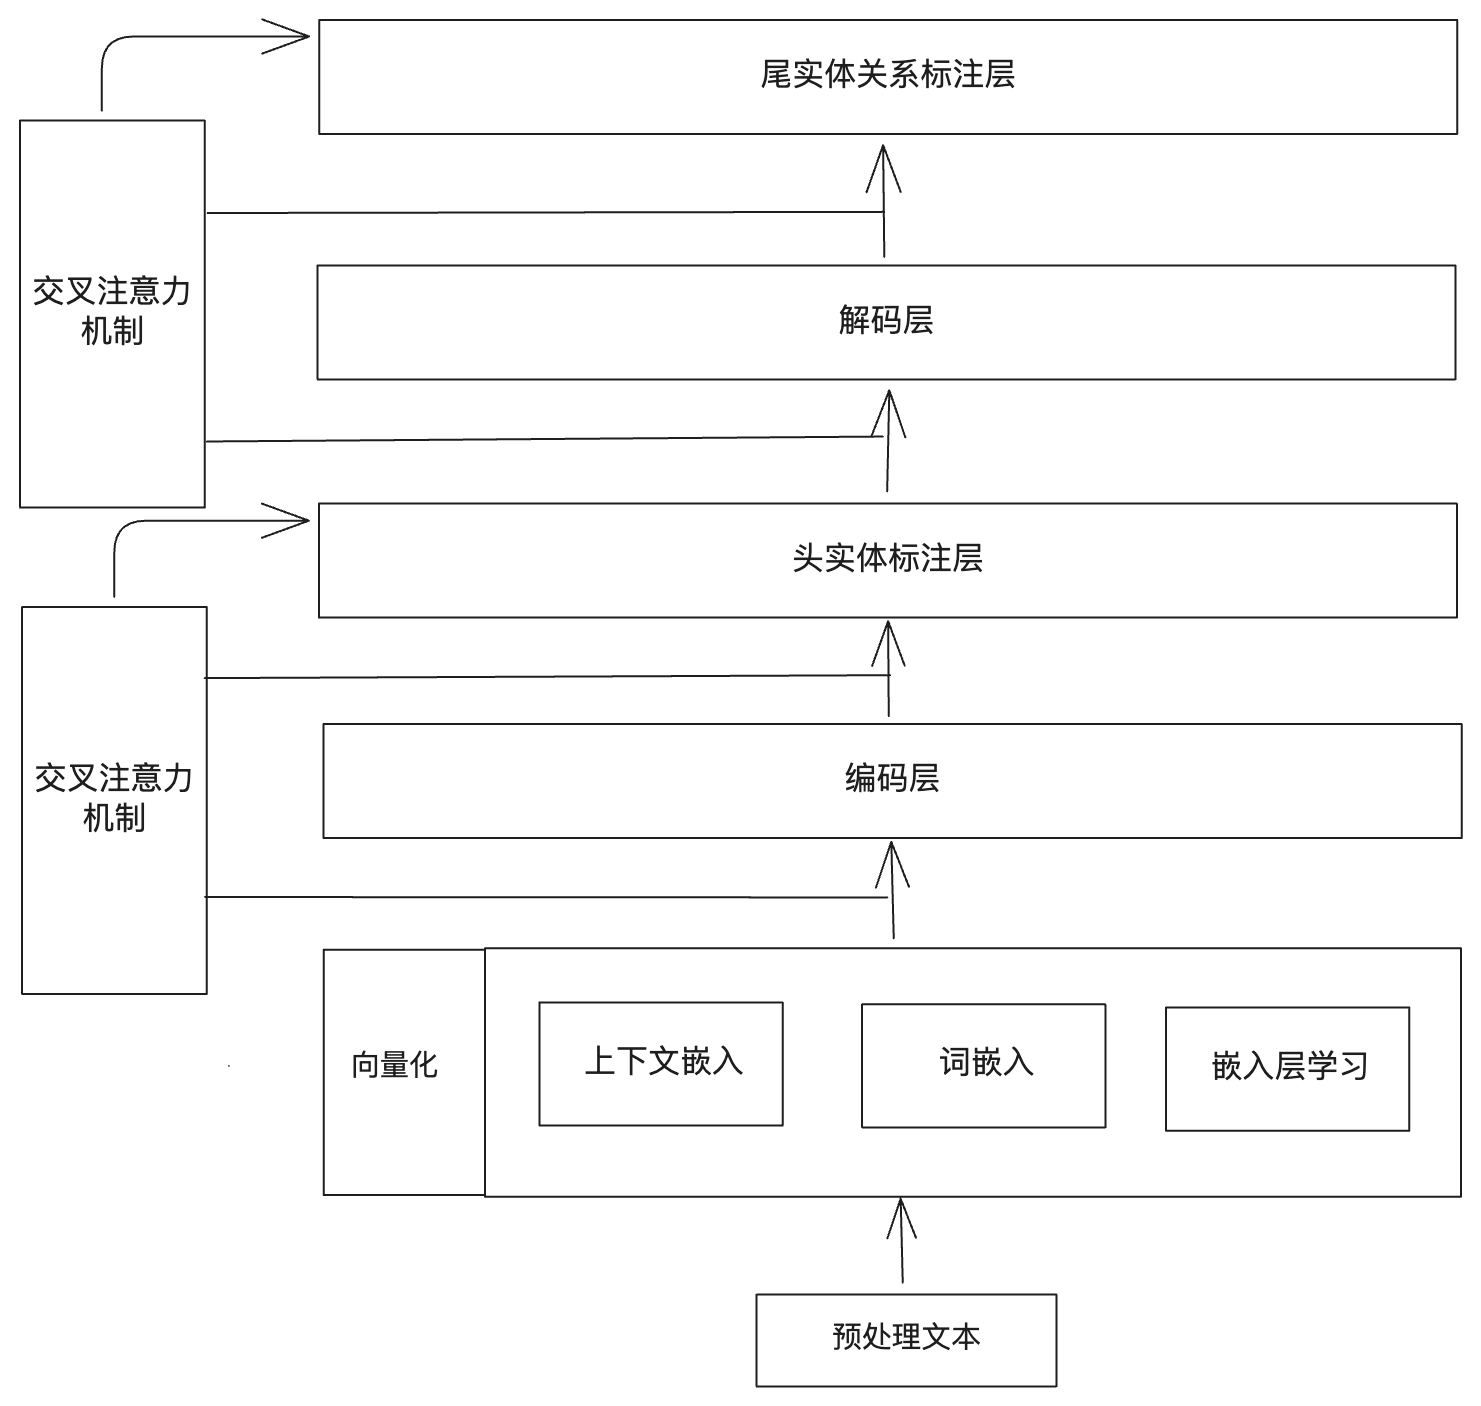 尾实体关系标注层
交叉注意力
机制
解码层
头实体标注层
交叉注意力
机制
编码层
向量化
上下文嵌入
词嵌入
嵌入层学习
预处理文本